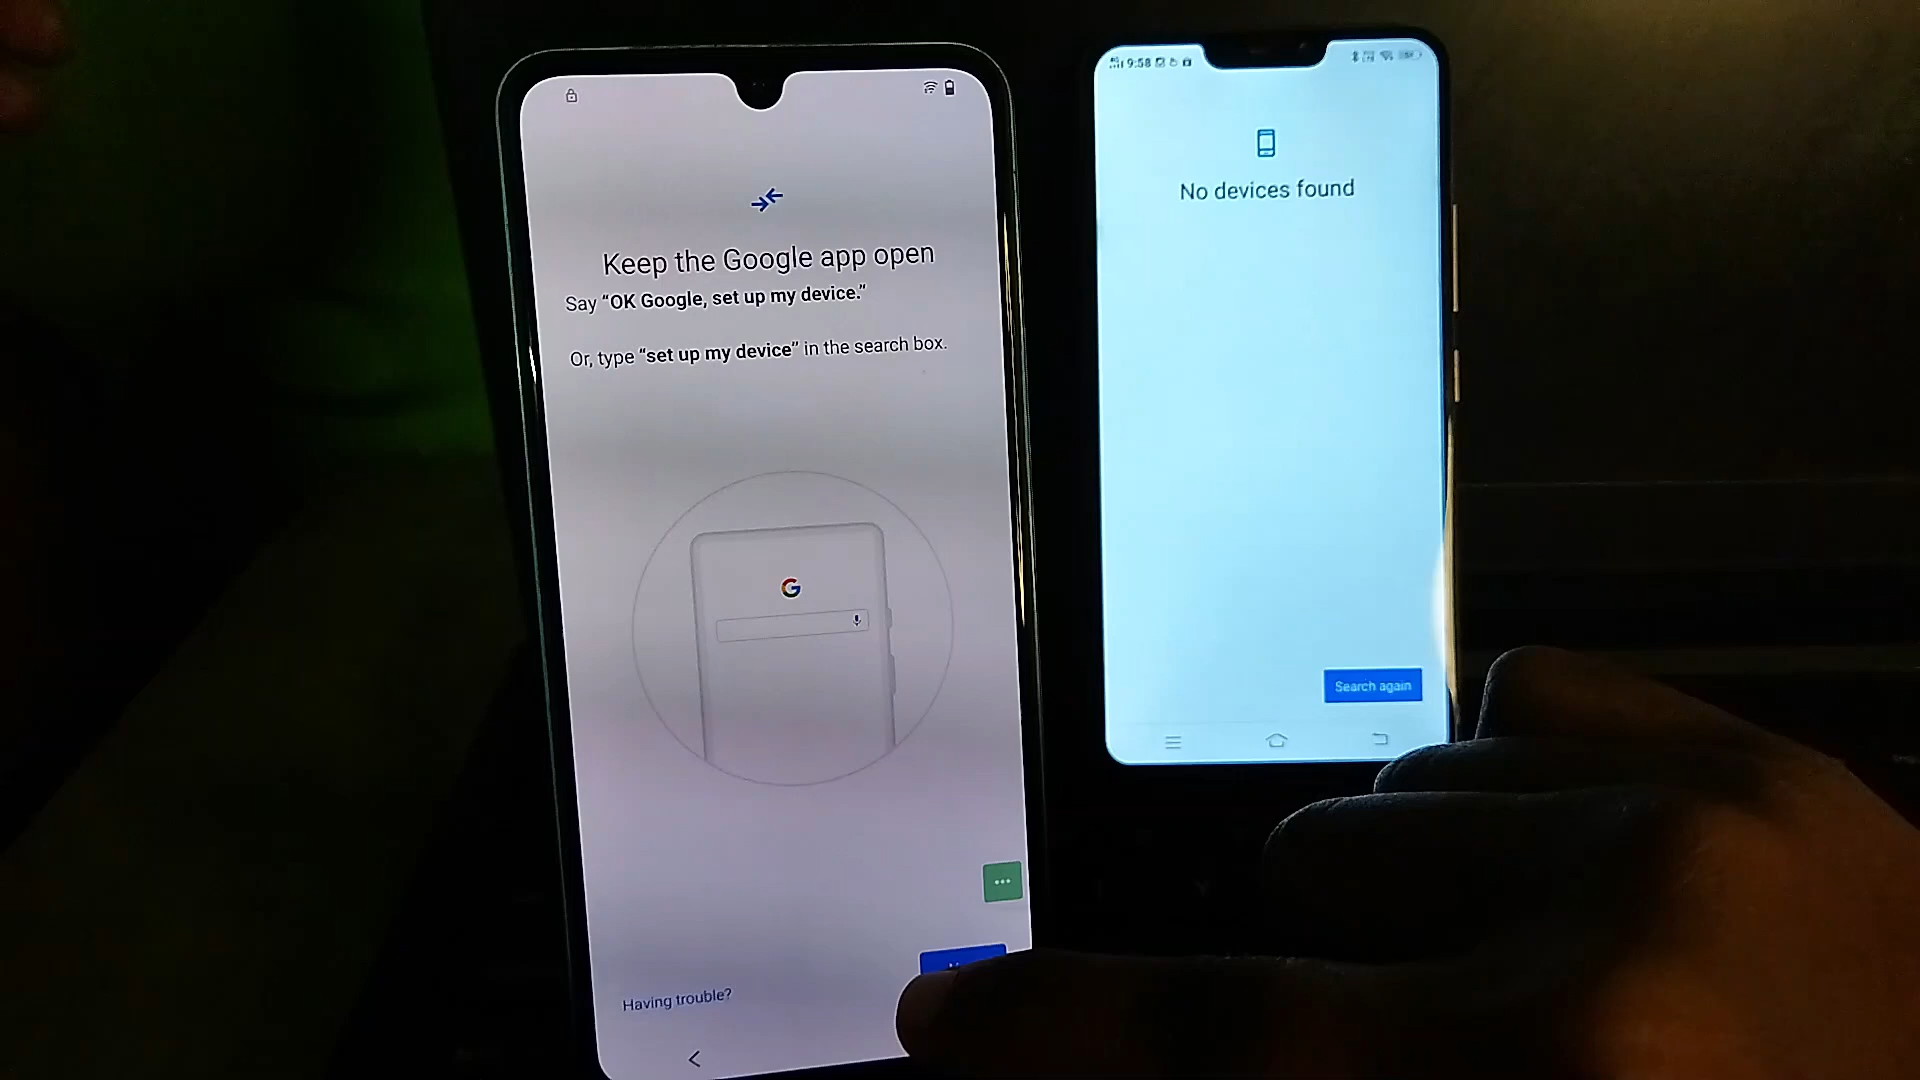 Keep the Google app open
Say “OK Google, set up my device.”
Or, type “set up my device” in the search box.
G
Having trouble?
9:58
No devices found
Search again